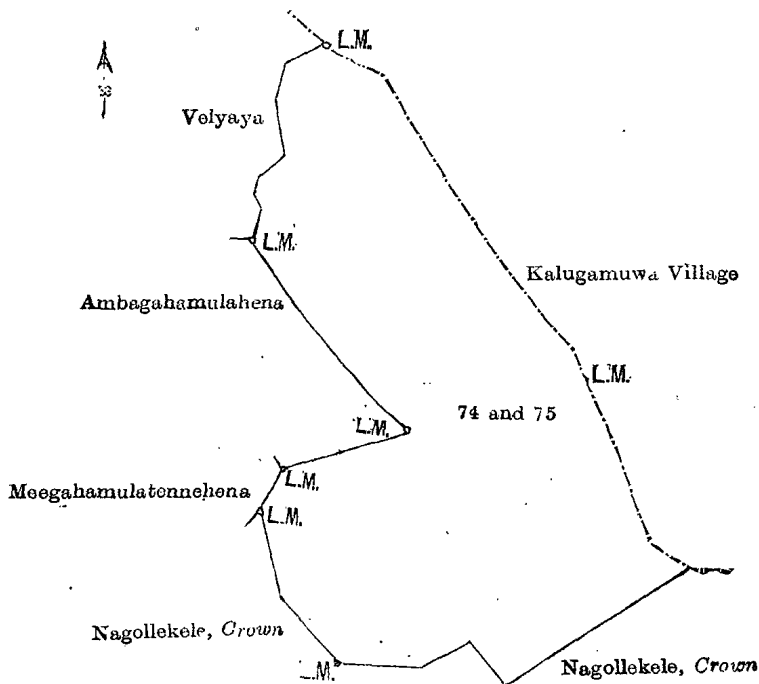 L.M.
Velyaya
L.M.
Kalugamuwa Village
Ambagahamulahena
L.M.
74 and 75
L.M.
L.M.
Meegahamulatennehena
L.M.
Nagollekele, Crown
L.M.
Nagollekele, Crown